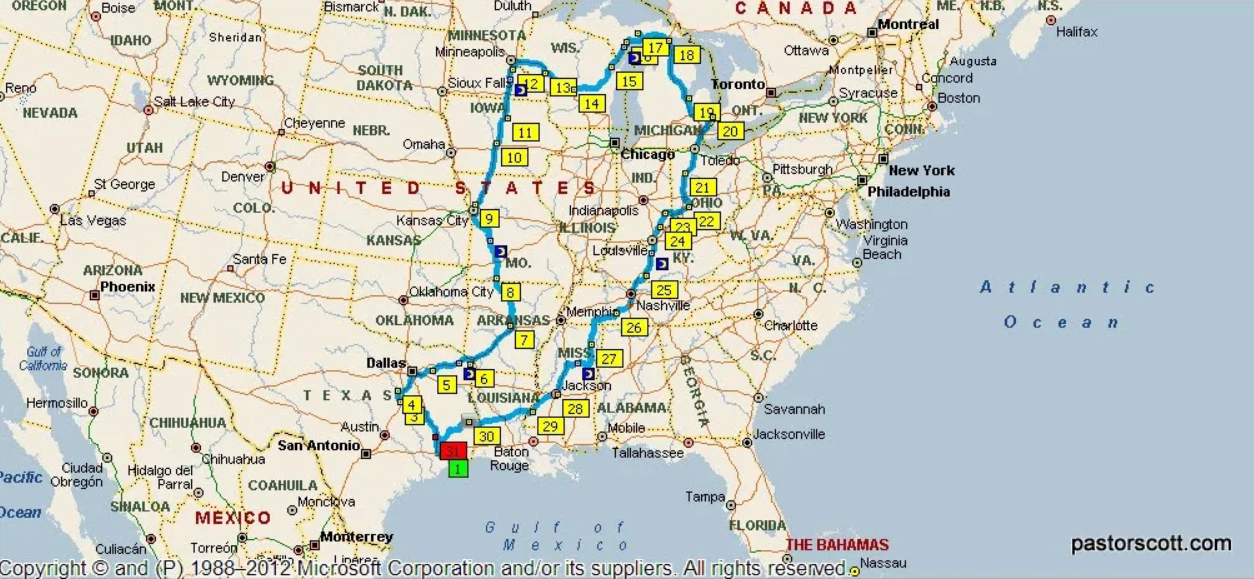 OREGON
MONT.
Bismarck
N. DAK.
Duluth
CANADA
ME.
N.B.
N.S.
Boise
IDAHO
Sheridan
MINNESOTA
Minneapolis
WIS.
Ottawa
Montreal
Halifax
WYOMING
SOUTH
DAKOTA
Sioux Fall
12
13
14
15
17
18
Montpelier
Augusta
Concord
Reno
NEVADA
Salt Lake City
Cheyenne
NEBR.
IOWA
11
Toronto
ONT.
19
20
Syracuse
NEW YORK
Boston
CONN.
UTAH
Omaha
10
Chicago
MICHIGAN
Toledo
St George
Denver
UNITED STATES
IND.
21
Pittsburgh
PA.
New York
Philadelphia
Las Vegas
COLO.
Kansas City
9
Indianapolis
ILLINOIS
OHIO
22
23
24
W. VA.
Washington
Virginia
Beach
CALIF.
KANSAS
MO.
Louisville
KY.
VA.
ARIZONA
Phoenix
Santa Fe
NEW MEXICO
Oklahoma City
8
25
Nashville
N. C.
Atlantic
Ocean
OKLAHOMA
ARKANSAS
7
Memphis
26
Charlotte
Gulf of
California
SONORA
Dallas
5
6
MISS.
27
GEORGIA
S.C.
Hermosillo
TEXAS
4
3
LOUISIANA
Jackson
28
ALABAMA
Savannah
CHIHUAHUA
Austin
San Antonio
31
1
30
29
Baton
Rouge
Mobile
Tallahassee
Jacksonville
Chihuahua
Ciudad
Obregón
Hidalgo del
Parral
COAHUILA
Monclova
Pacific
Ocean
SINALOA
MEXICO
Monterrey
Gulf of
Mexico
Tampa
FLORIDA
THE BAHAMAS
Nassau
Culiacán
Torreón
pastorscott.com
Copyright © and (P) 1988–2012 Microsoft Corporation and/or its suppliers. All rights reserved.